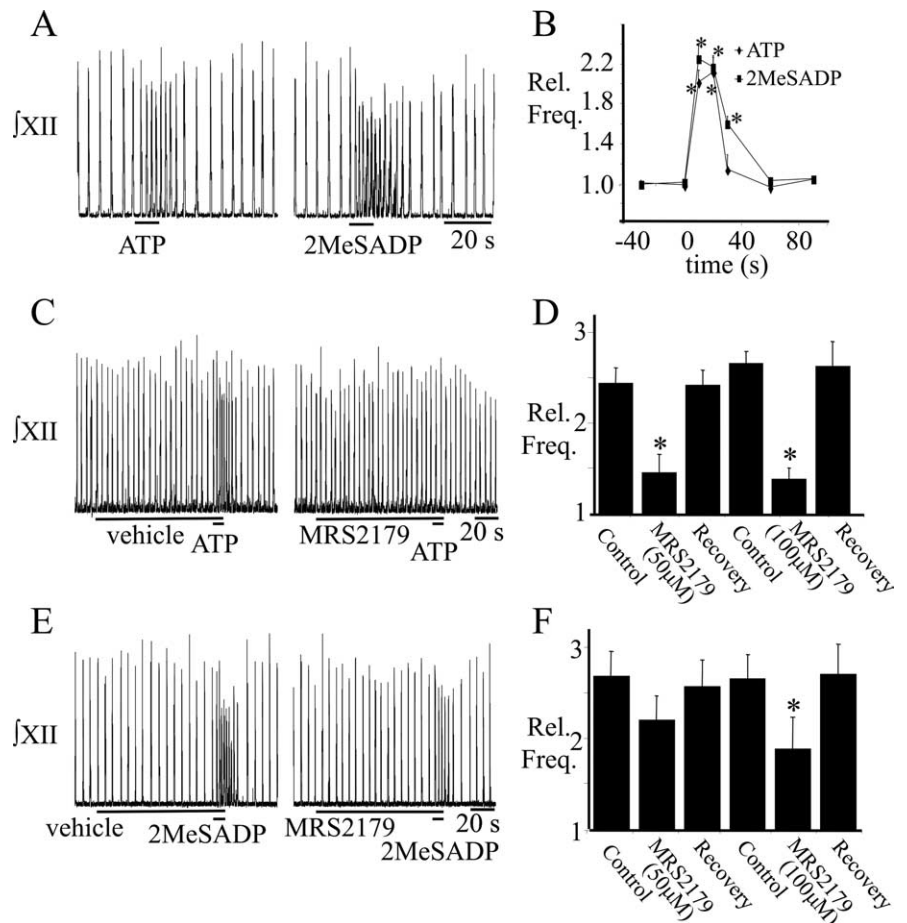 A
∫XII
ATP
2MeSADP
20 s
B
Rel.
Freq.
2.2
1.8
1.4
1.0
*
*
*
*
*
ATP
2MeSADP
-40
0
40
80
time (s)
C
∫XII
vehicle
ATP
MRS2179
ATP
20 s
D
Rel.
Freq.
3
2
1
*
*
Control
MRS2179
(50µM)
Recovery
Control
MRS2179
(100µM)
Recovery
E
∫XII
vehicle
2MeSADP
MRS2179
2MeSADP
20 s
F
Rel.
Freq.
3
2
1
*
Control
MRS2179
(50µM)
Recovery
Control
MRS2179
(100µM)
Recovery